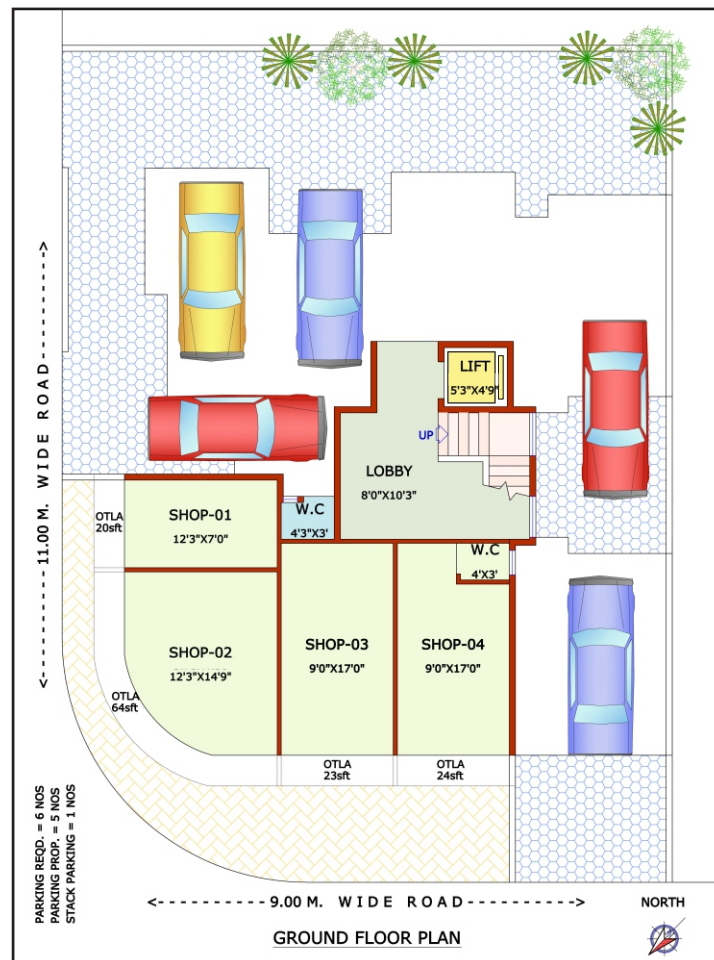 LIFT
5'3"X4'9"
UP
LOBBY
8'0"X10'3"
W.C
4'3"X3'
OTLA
20sft
SHOP-01
12'3"X7'0"
W.C
4'X3'
SHOP-02
12'3"X14'9"
SHOP-03
9'0"X17'0"
SHOP-04
9'0"X17'0"
OTLA
64sft
OTLA
23sft
OTLA
24sft
11.00 M. WIDE ROAD
PARKING REQD. = 6 NOS
PARKING PROP. = 5 NOS
STACK PARKING = 1 NOS
9.00 M. WIDE ROAD
NORTH
GROUND FLOOR PLAN